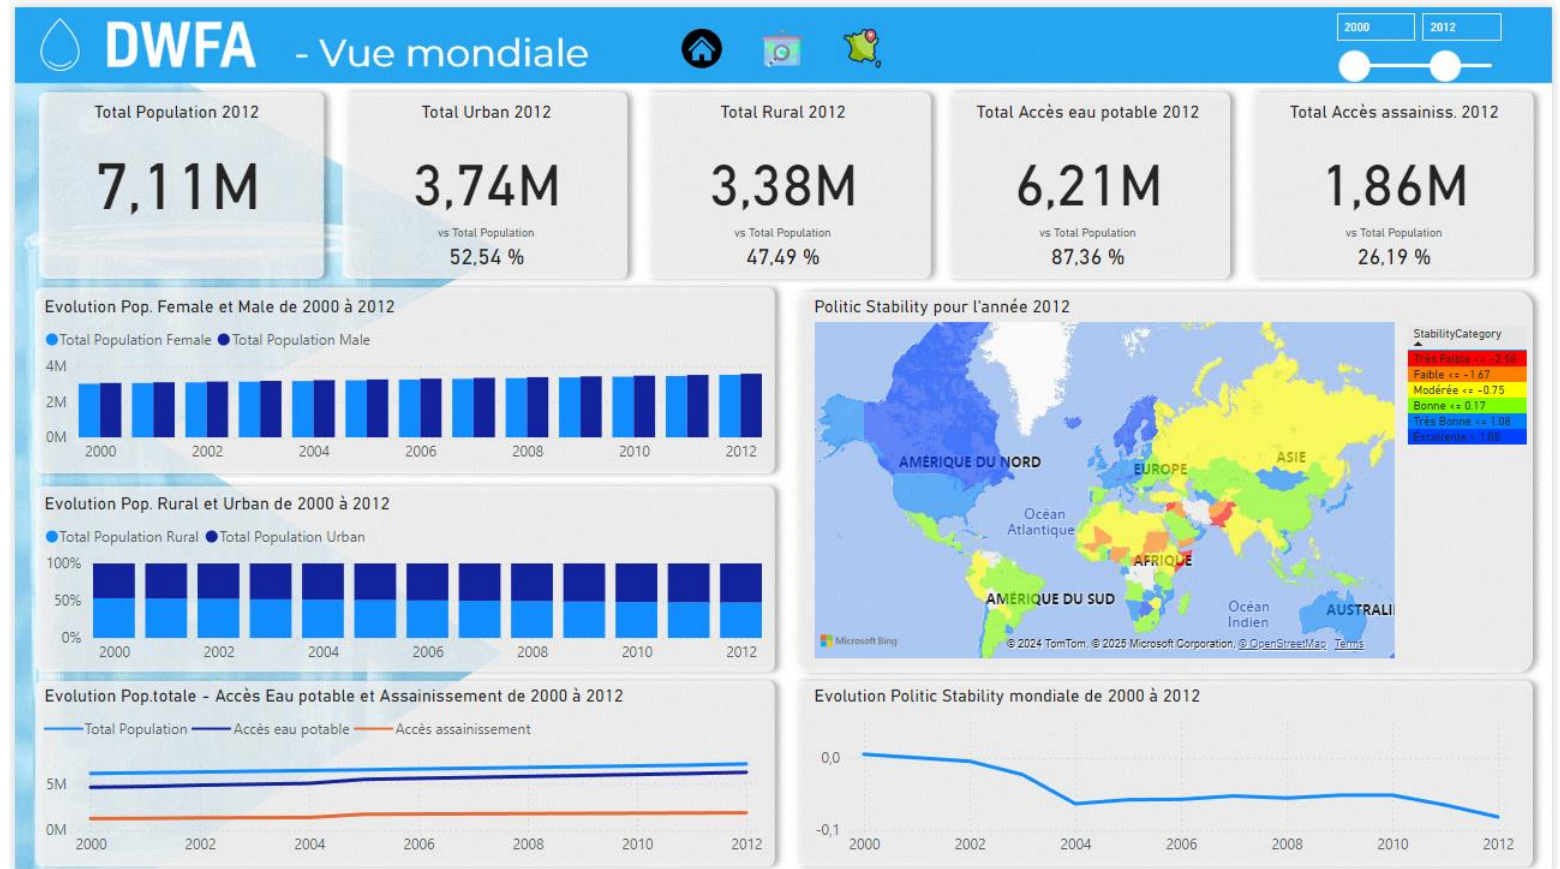 DWFA - Vue mondiale
2000 2012
Total Population 2012
7,11M
Total Urban 2012
3,74M
vs Total Population
52,54 %
Total Rural 2012
3,38M
vs Total Population
47,49 %
Total Accès eau potable 2012
6,21M
vs Total Population
87,36 %
Total Accès assainiss. 2012
1,86M
vs Total Population
26,19 %
Evolution Pop. Female et Male de 2000 à 2012
Total Population Female Total Population Male
4M
2M
0M
2000 2002 2004 2006 2008 2010 2012
Evolution Pop. Rural et Urban de 2000 à 2012
Total Population Rural Total Population Urban
100%
50%
0%
2000 2002 2004 2006 2008 2010 2012
Evolution Pop.totale - Accès Eau potable et Assainissement de 2000 à 2012
Total Population Accès eau potable Accès assainissement
5M
0M
2000 2002 2004 2006 2008 2010 2012
Politic Stability pour l'année 2012
AMÉRIQUE DU NORD
EUROPE
ASIE
Océan
Atlantique
AFRIQUE
AMÉRIQUE DU SUD
Océan
Indien
AUSTRALI
Microsoft Bing
© 2024 TomTom, © 2025 Microsoft Corporation, © OpenStreetMap Terms
StabilityCategory
Très Faible <= -2.58
Faible <= -1.67
Modérée <= -0.75
Bonne <= 0.17
Très Bonne <= 1.08
Excellente > 1.08
Evolution Politic Stability mondiale de 2000 à 2012
0,0
-0,1
2000 2002 2004 2006 2008 2010 2012